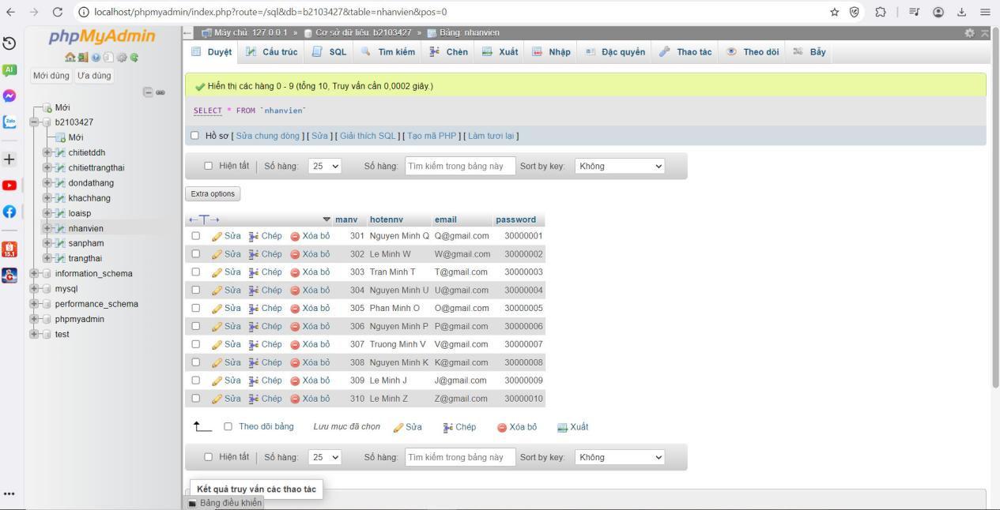 localhost/phpmyadmin/index.php?route=/sql&db=b2103427&table=nhanvien&pos=0
phpMyAdmin
Mới dùng Ưa dùng
Mới
b2103427
Mới
chitietddh
chitiettrangthai
dondathang
khachhang
loaisp
nhanvien
sanpham
trangthai
information_schema
mysql
performance_schema
phpmyadmin
test
AI
Zalo
15.1
Máy chủ: 127.0.0.1 » Cơ sở dữ liệu: b2103427 » Bảng: nhanvien
Duyệt Cấu trúc SQL Tìm kiếm Chèn Xuất Nhập Đặc quyền Thao tác Theo dõi Bẫy
Hiển thị các hàng 0 - 9 (tổng 10, Truy vấn cần 0,0002 giây.)
SELECT * FROM `nhanvien`
Hồ sơ [ Sửa chung dòng ] [ Sửa ] [ Giải thích SQL ] [ Tạo mã PHP ] [ Làm tươi lại ]
Hiện tất Số hàng: 25 Số hàng: Tìm kiếm trong bảng này Sort by key: Không
Extra options
manv hotennv email password
Sửa Chép Xóa bỏ 301 Nguyen Minh Q Q@gmail.com 30000001
Sửa Chép Xóa bỏ 302 Le Minh W W@gmail.com 30000002
Sửa Chép Xóa bỏ 303 Tran Minh T T@gmail.com 30000003
Sửa Chép Xóa bỏ 304 Nguyen Minh U U@gmail.com 30000004
Sửa Chép Xóa bỏ 305 Phan Minh O O@gmail.com 30000005
Sửa Chép Xóa bỏ 306 Nguyen Minh P P@gmail.com 30000006
Sửa Chép Xóa bỏ 307 Truong Minh V V@gmail.com 30000007
Sửa Chép Xóa bỏ 308 Nguyen Minh K K@gmail.com 30000008
Sửa Chép Xóa bỏ 309 Le Minh J J@gmail.com 30000009
Sửa Chép Xóa bỏ 310 Le Minh Z Z@gmail.com 30000010
Theo dõi bảng Lưu mục đã chọn Sửa Chép Xóa bỏ Xuất
Hiện tất Số hàng: 25 Số hàng: Tìm kiếm trong bảng này Sort by key: Không
Kết quả truy vấn các thao tác
Bảng điều khiển